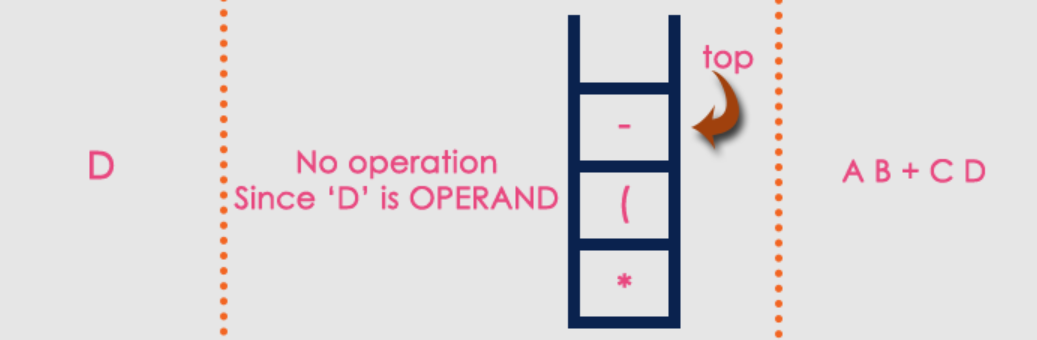 D
No operation
Since ‘D’ is OPERAND
top
-
(
*
A B + C D